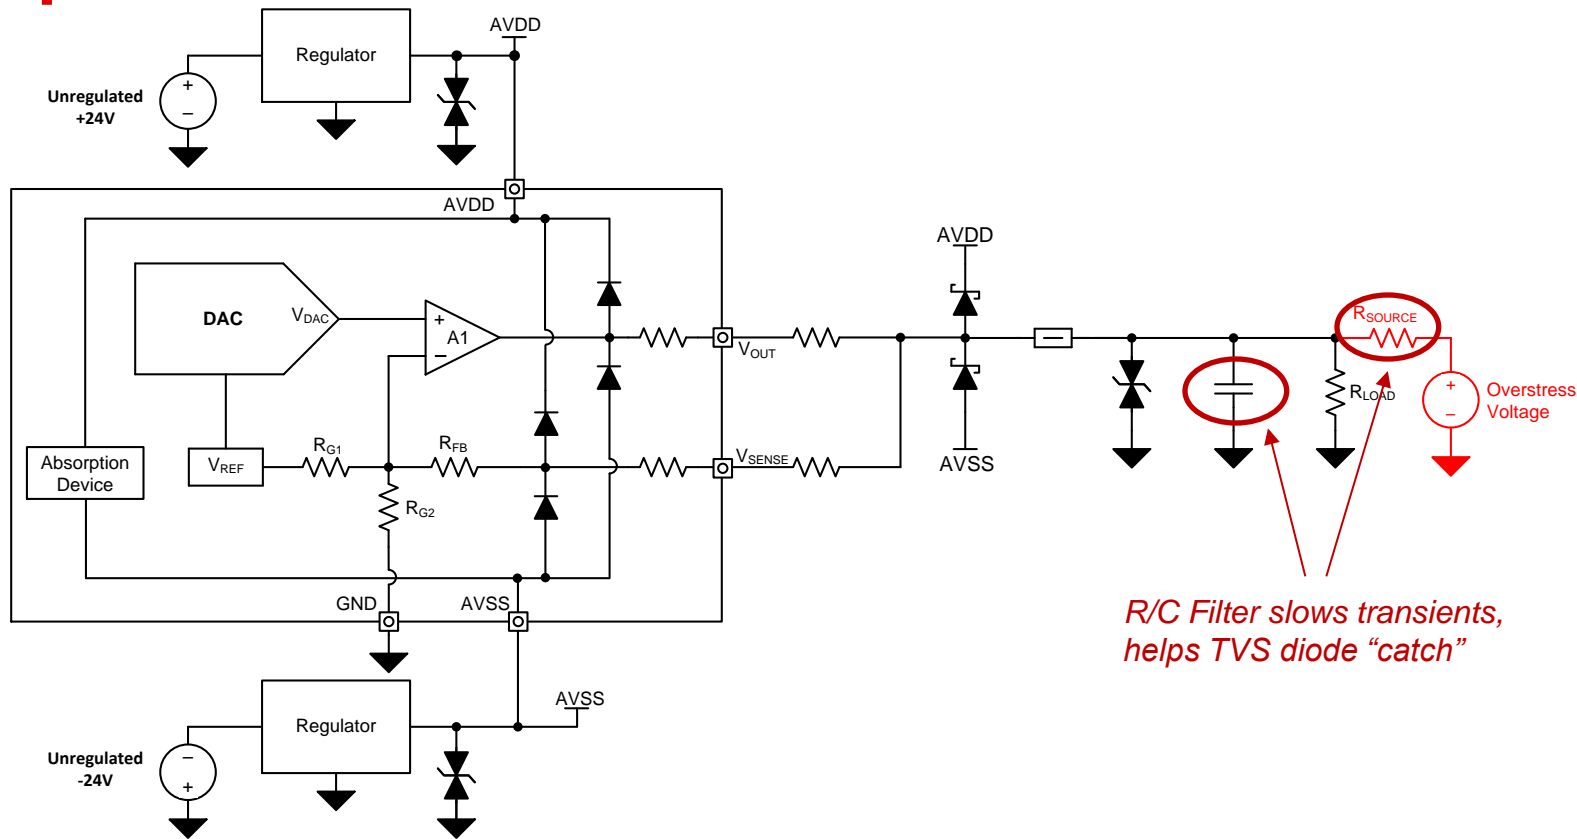 AVDD
Regulator
Unregulated
+24V
+
−
AVDD
DAC
VDAC
+
−
A1
VOUT
AVDD
AVSS
RSOURCE
RLOAD
+
−
Overstress
Voltage
Absorption
Device
VREF
RG1
RFB
VSENSE
RG2
GND
AVSS
R/C Filter slows transients,
helps TVS diode “catch”
Regulator
AVSS
Unregulated
-24V
−
+